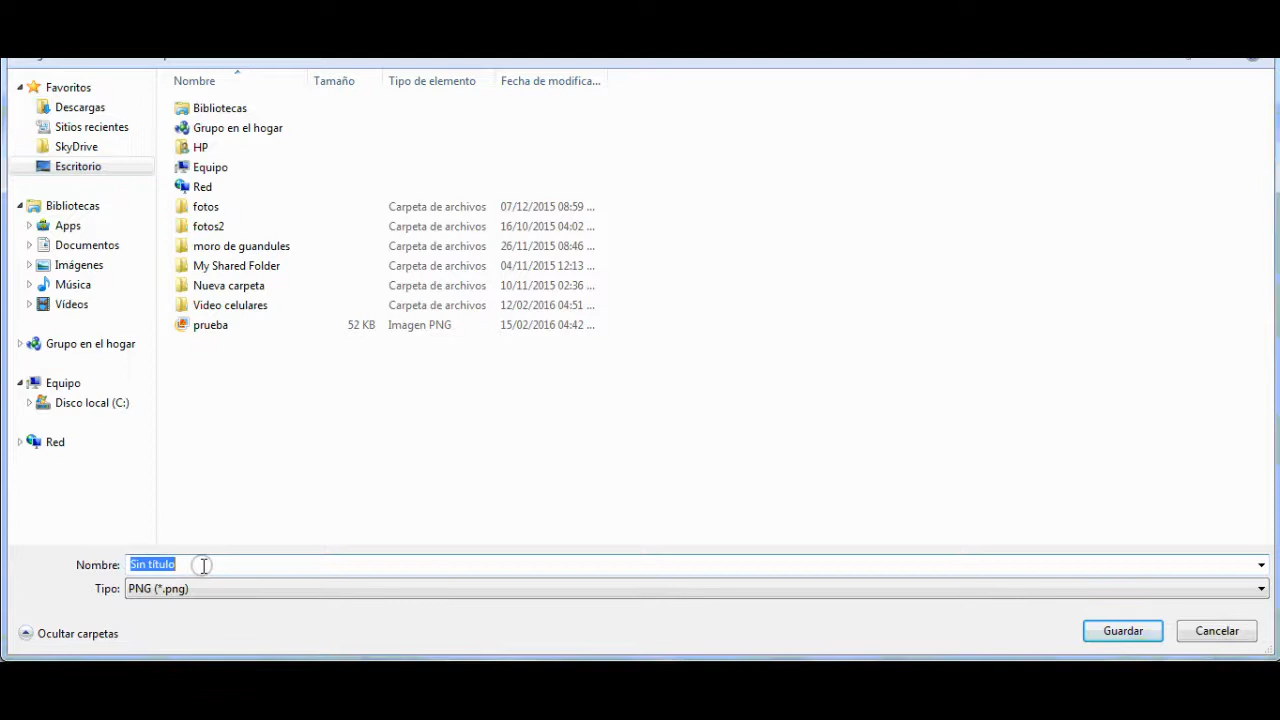 Nombre Tamaño Tipo de elemento Fecha de modifica...
Favoritos
Descargas
Sitios recientes
SkyDrive
Escritorio
Bibliotecas
Apps
Documentos
Imágenes
Música
Vídeos
Grupo en el hogar
Equipo
Disco local (C:)
Red
Bibliotecas
Grupo en el hogar
HP
Equipo
Red
fotos Carpeta de archivos 07/12/2015 08:59 ...
fotos2 Carpeta de archivos 16/10/2015 04:02 ...
moro de guandules Carpeta de archivos 26/11/2015 08:46 ...
My Shared Folder Carpeta de archivos 04/11/2015 12:13 ...
Nueva carpeta Carpeta de archivos 10/11/2015 02:36 ...
Video celulares Carpeta de archivos 12/02/2016 04:51 ...
prueba 52 KB Imagen PNG 15/02/2016 04:42 ...
Nombre: Sin título
Tipo: PNG (*.png)
Ocultar carpetas Guardar Cancelar